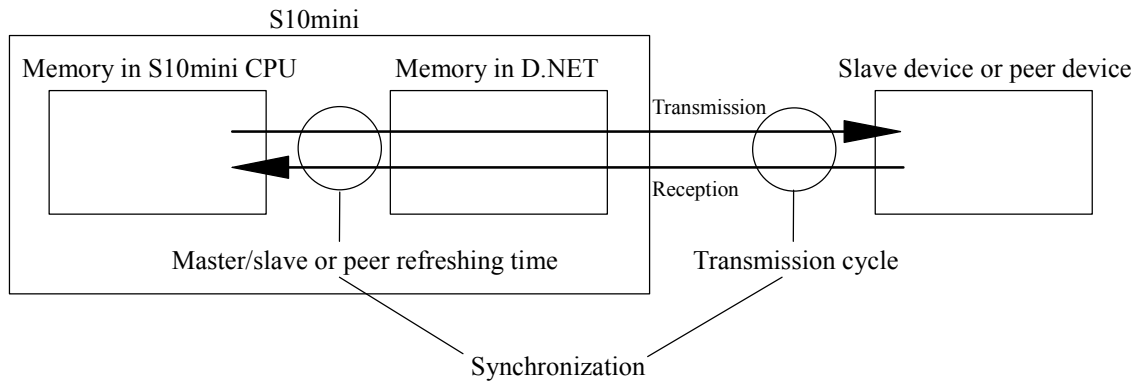 S10mini
Memory in S10mini CPU
Memory in D.NET
Slave device or peer device
Transmission
Reception
Master/slave or peer refreshing time
Transmission cycle
Synchronization